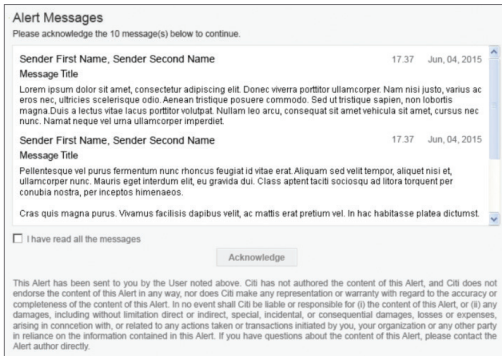 Alert Messages
Please acknowledge the 10 message(s) below to continue.
Sender First Name, Sender Second Name 17.37 Jun, 04, 2015
Message Title
Lorem ipsum dolor sit amet, consectetur adipiscing elit. Donec viverra porttitor ullamcorper. Nam nisi justo, varius ac
eros nec, ultricies scelerisque odio. Aenean tristique posuere commodo. Sed ut tristique sapien, non lobortis
magna.Duis a lectus vitae lacus porttitor volutpat. Nullam leo arcu, consequat sit amet vehicula sit amet, cursus nec
nunc. Namat neque vel urna ullamcorper imperdiet.
Sender First Name, Sender Second Name 17.37 Jun, 04, 2015
Message Title
Pellentesque vel purus fermentum nunc rhoncus feugiat id vitae erat. Aliquam sed velit tempor, aliquet nisi et,
ullamcorper nunc. Mauris eget interdum elit, eu gravida dui. Class aptent taciti sociosqu ad litora torquent per
conubia nostra, per inceptos himenaeos.
Cras quis magna purus. Vivamus facilisis dapibus velit, ac mattis erat pretium vel. In hac habitasse platea dictumst.
I have read all the messages
Acknowledge
This Alert has been sent to you by the User noted above. Citi has not authored the content of this Alert, and Citi does not
endorse the content of this Alert in any way, nor does Citi make any representation or warranty with regard to the accuracy or
completeness of the content of this Alert. In no event shall Citi be liable or responsible for (i) the content of this Alert, or (ii) any
damages, including without limitation direct or indirect, special, incidental, or consequential damages, losses or expenses,
arising in conncetion with, or related to any actions taken or transactions initiated by you, your organization or any other party
in reliance on the information contained in this Alert. If you have questions about the content of this Alert, please contact the
Alert author directly.